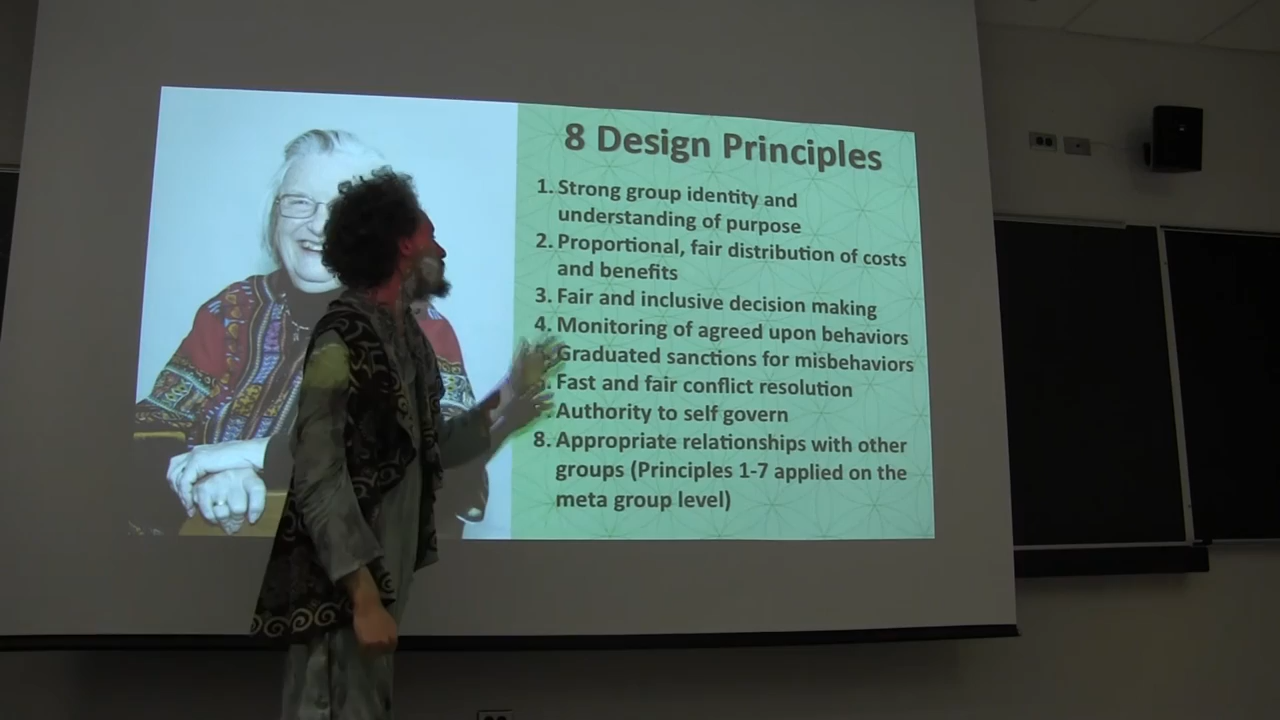 8 Design Principles
1. Strong group identity and
understanding of purpose
2. Proportional, fair distribution of costs
and benefits
3. Fair and inclusive decision making
4. Monitoring of agreed upon behaviors
Graduated sanctions for misbehaviors
Fast and fair conflict resolution
Authority to self govern
8. Appropriate relationships with other
groups (Principles 1-7 applied on the
meta group level)